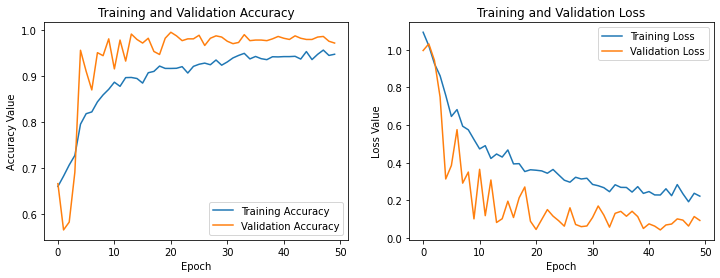 Training and Validation Accuracy
Accuracy Value
1.0
0.9
0.8
0.7
0.6
Training Accuracy
Validation Accuracy
0 10 20 30 40 50
Epoch
Training and Validation Loss
Loss Value
1.0
0.8
0.6
0.4
0.2
0.0
Training Loss
Validation Loss
0 10 20 30 40 50
Epoch